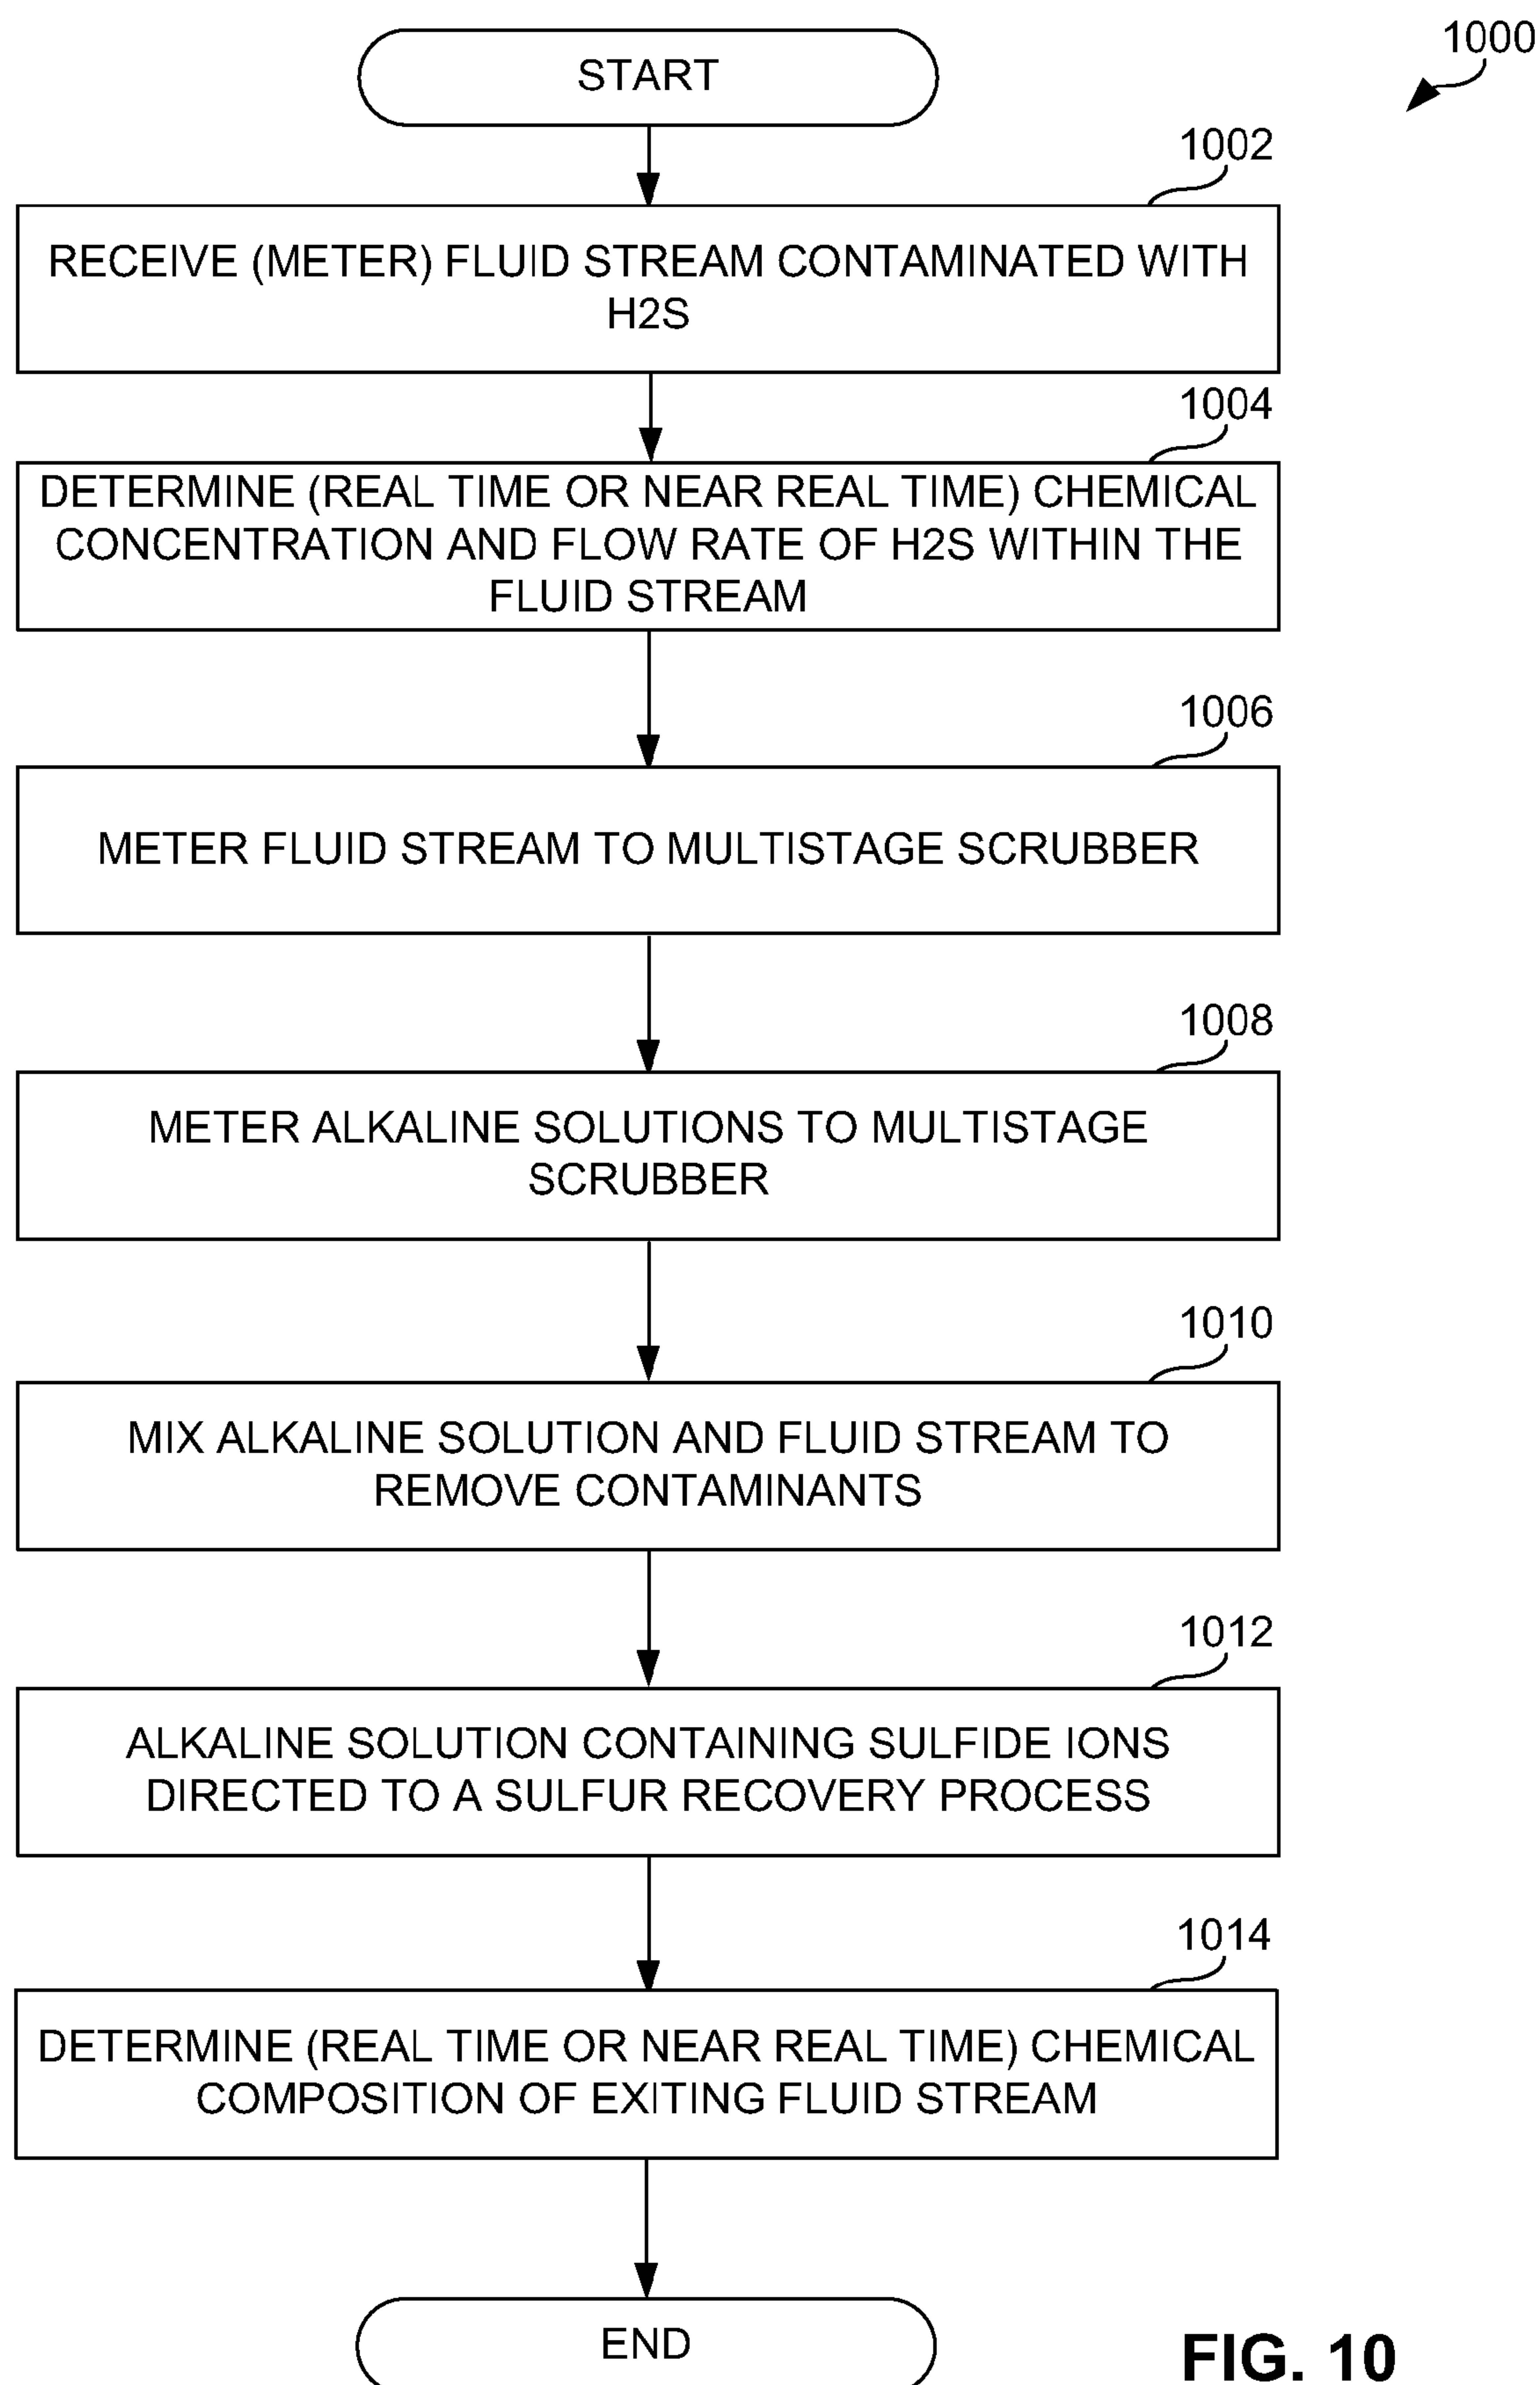 START
1000
1002
RECEIVE (METER) FLUID STREAM CONTAMINATED WITH
H2S
1004
DETERMINE (REAL TIME OR NEAR REAL TIME) CHEMICAL
CONCENTRATION AND FLOW RATE OF H2S WITHIN THE
FLUID STREAM
1006
METER FLUID STREAM TO MULTISTAGE SCRUBBER
1008
METER ALKALINE SOLUTIONS TO MULTISTAGE
SCRUBBER
1010
MIX ALKALINE SOLUTION AND FLUID STREAM TO
REMOVE CONTAMINANTS
1012
ALKALINE SOLUTION CONTAINING SULFIDE IONS
DIRECTED TO A SULFUR RECOVERY PROCESS
1014
DETERMINE (REAL TIME OR NEAR REAL TIME) CHEMICAL
COMPOSITION OF EXITING FLUID STREAM
END
FIG. 10